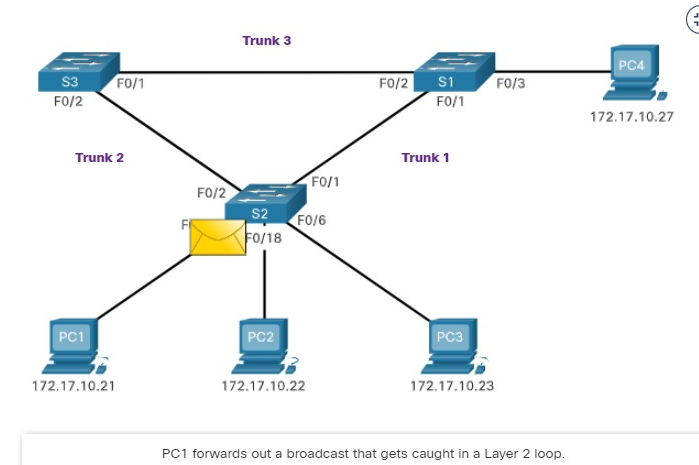 Trunk 3
S3
F0/1
F0/2
S1
F0/3
PC4
F0/2
F0/1
172.17.10.27
Trunk 2
Trunk 1
F0/2
F0/1
S2
F0/6
F0/18
PC1
PC2
PC3
172.17.10.21
172.17.10.22
172.17.10.23
PC1 forwards out a broadcast that gets caught in a Layer 2 loop.